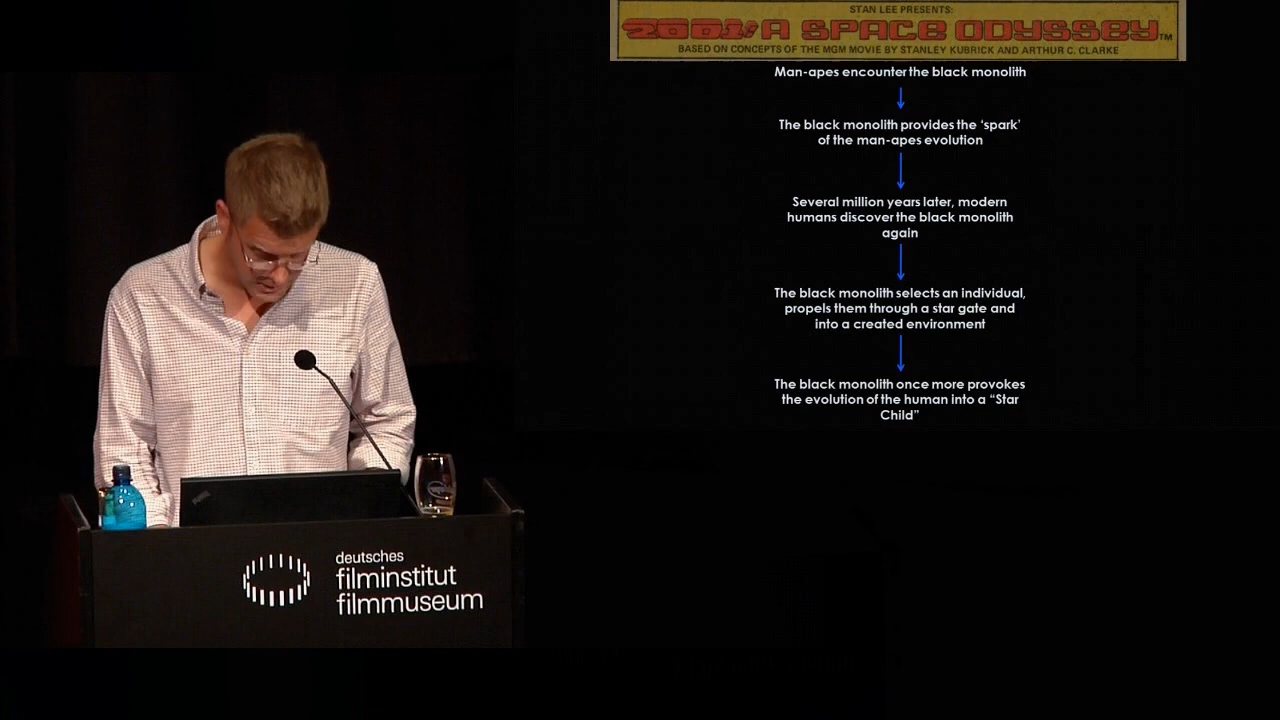 STAN LEE PRESENTS:
2001: A SPACE ODYSSEY™
BASED ON CONCEPTS OF THE MGM MOVIE BY STANLEY KUBRICK AND ARTHUR C. CLARKE
Man-apes encounter the black monolith
The black monolith provides the ‘spark’
of the man-apes evolution
Several million years later, modern
humans discover the black monolith
again
The black monolith selects an individual,
propels them through a star gate and
into a created environment
The black monolith once more provokes
the evolution of the human into a “Star
Child”
deutsches
filminstitut
filmmuseum